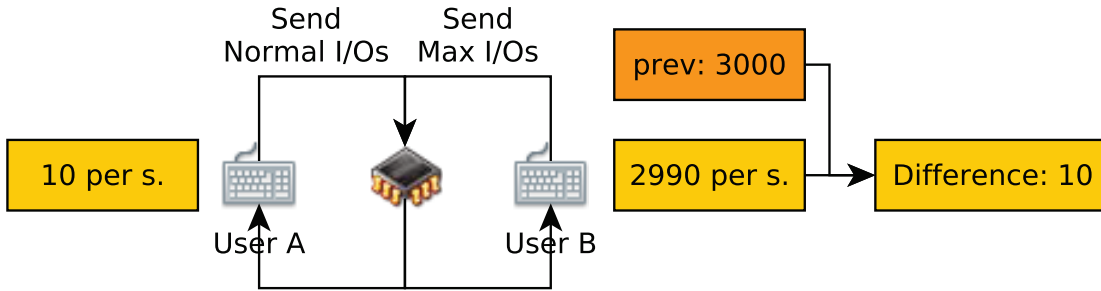 Send
Normal I/Os
Send
Max I/Os
prev: 3000
10 per s.
2990 per s.
Difference: 10
User A
User B